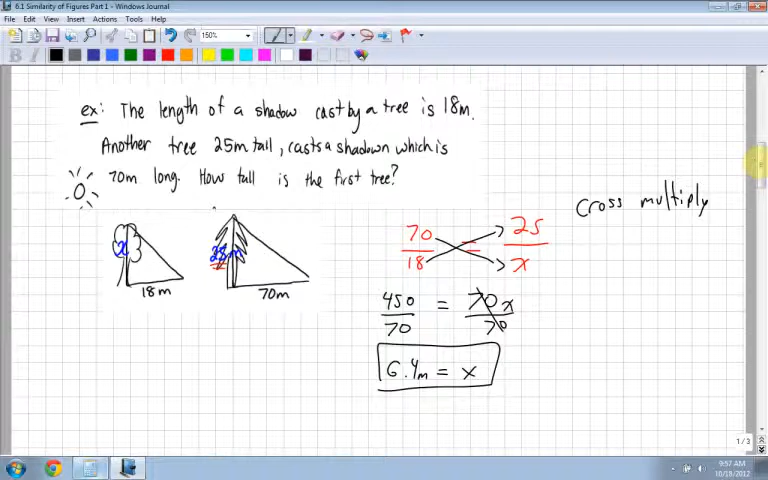 6.1 Similarity of Figures Part 1 - Windows Journal
File Edit View Insert Actions Tools Help
150%
B I
ex: The length of a shadow cast by a tree is 18m.
Another tree 25m tall, casts a shadown which is
70m long. How tall is the first tree?
cross multiply
x 18m
25m 70m
70 = 25
18 x
450 = 70x
70 70
6.4m = x
1 / 3
9:57 AM
10/18/2012